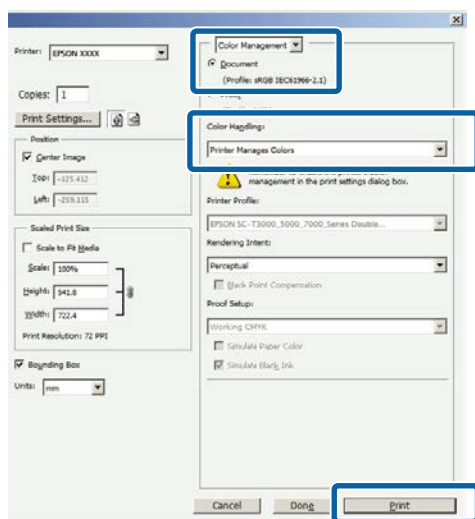 Printer: EPSON XXXX
Copies: 1
Print Settings...
Position
Center Image
Top: -125.412
Left: -259.115
Scaled Print Size
Scale to Fit Media
Scale: 100%
Height: 541.8
Width: 722.4
Print Resolution: 72 PPI
Bounding Box
Units: mm
Color Management
Document
(Profile: sRGB IEC61966-2.1)
Color Handling:
Printer Manages Colors
management in the print settings dialog box.
Printer Profile:
EPSON SC-T3000_5000_7000_Series Double...
Rendering Intent:
Perceptual
Black Point Compensation
Proof Setup:
Working CMYK
Simulate Paper Color
Simulate Black Ink
Cancel
Done
Print